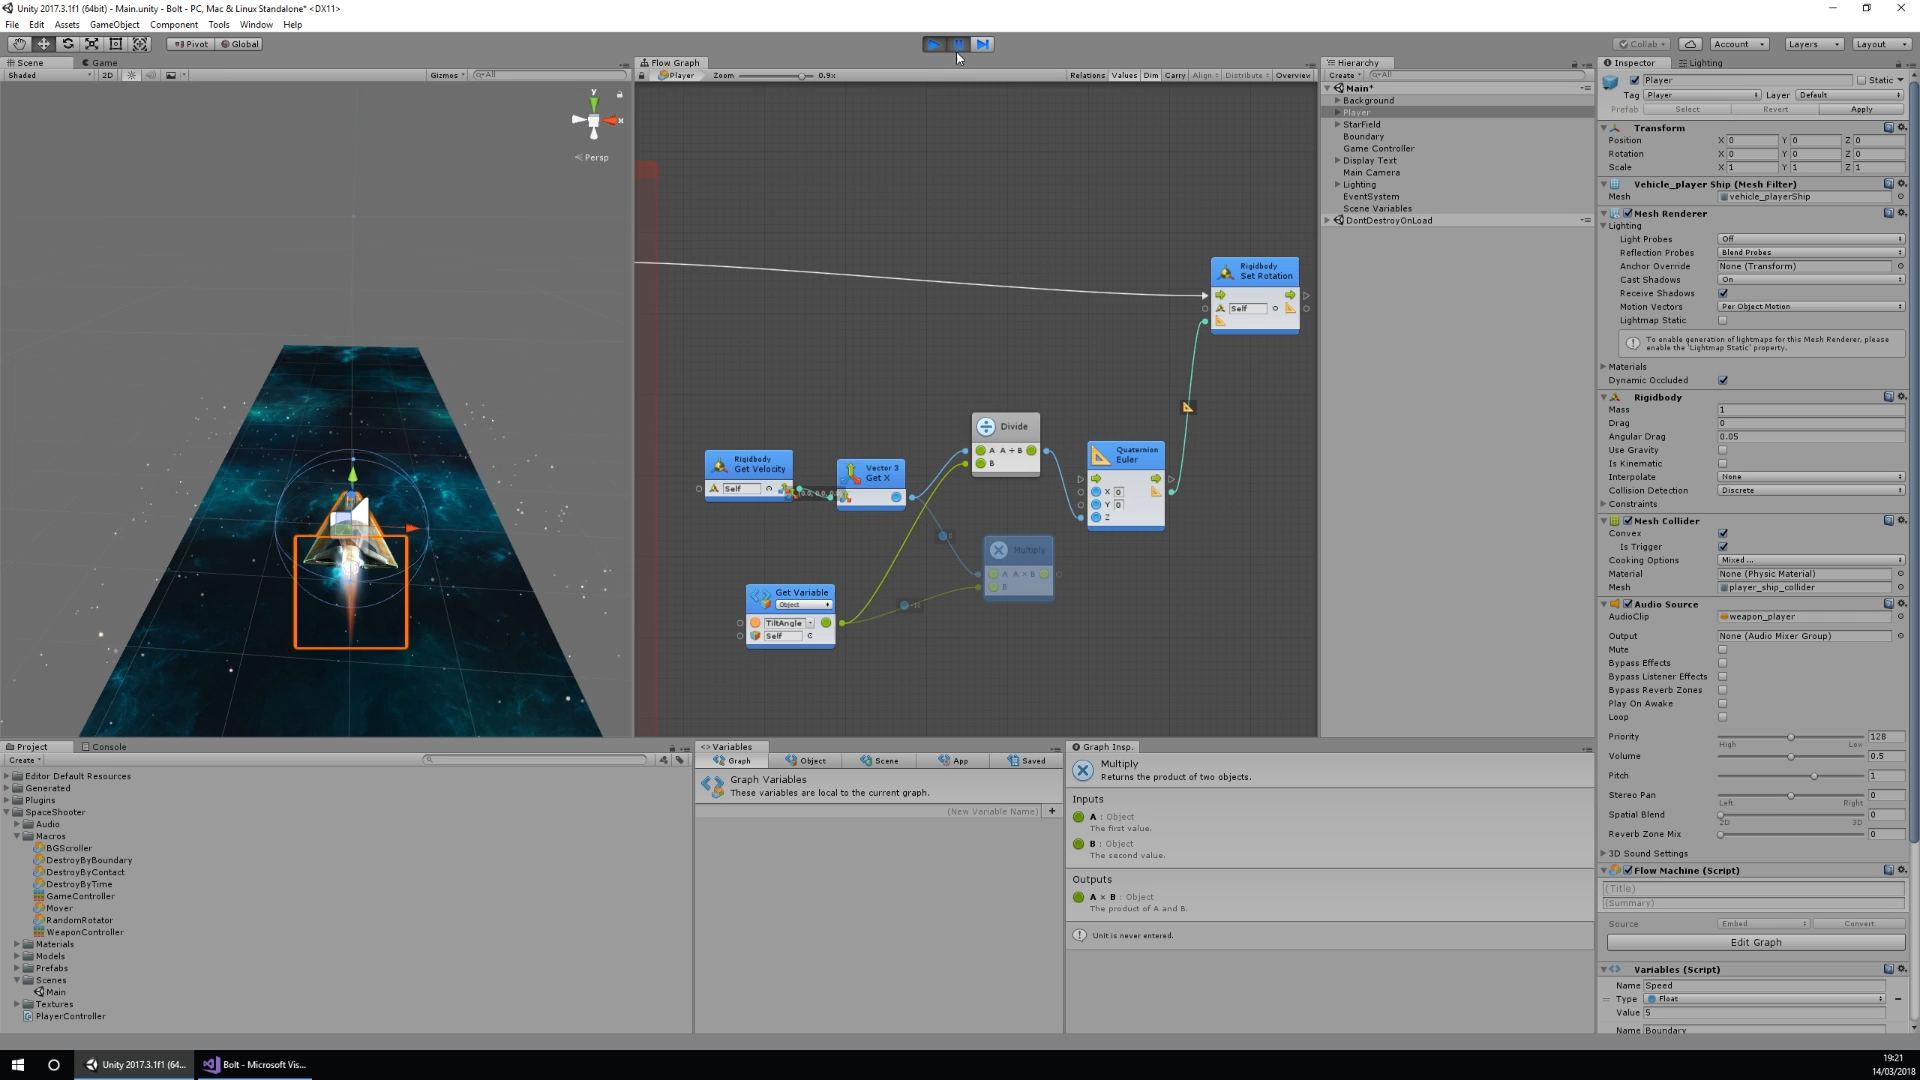 Unity 2017.3.1f1 (64bit) - Main.unity - Bolt - PC, Mac & Linux Standalone* <DX11>
File Edit Assets GameObject Component Tools Window Help
Pivot Global Collab Account Layers Layout
Scene Game
Shaded 2D Gizmos All
y
x
Persp
Flow Graph
Player Zoom 0.9x Relations Values Dim Carry Align Distribute Overview
Rigidbody
Set Rotation
Self
Divide
A A ÷ B
B
Rigidbody
Get Velocity
Self
Vector 3
Get X
Quaternion
Euler
X 0
Y 0
Z
Multiply
A A × B
B
Get Variable
Object
TiltAngle
Self
Hierarchy
Create All
Main*
Background
Player
StarField
Boundary
Game Controller
Display Text
Main Camera
Lighting
EventSystem
Scene Variables
DontDestroyOnLoad
Inspector Lighting
Player Static
Tag Player Layer Default
Prefab Select Revert Apply
Transform
Position X 0 Y 0 Z 0
Rotation X 0 Y 0 Z 0
Scale X 1 Y 1 Z 1
Vehicle_player Ship (Mesh Filter)
Mesh vehicle_playerShip
Mesh Renderer
Lighting
Light Probes Off
Reflection Probes Blend Probes
Anchor Override None (Transform)
Cast Shadows On
Receive Shadows
Motion Vectors Per Object Motion
Lightmap Static
To enable generation of lightmaps for this Mesh Renderer, please
enable the 'Lightmap Static' property.
Materials
Dynamic Occluded
Rigidbody
Mass 1
Drag 0
Angular Drag 0.05
Use Gravity
Is Kinematic
Interpolate None
Collision Detection Discrete
Constraints
Mesh Collider
Convex
Is Trigger
Cooking Options Mixed ...
Material None (Physic Material)
Mesh player_ship_collider
Audio Source
AudioClip weapon_player
Output None (Audio Mixer Group)
Mute
Bypass Effects
Bypass Listener Effects
Bypass Reverb Zones
Play On Awake
Loop
Priority 128
High Low
Volume 0.5
Pitch 1
Stereo Pan 0
Left Right
Spatial Blend 0
2D 3D
Reverb Zone Mix 0
3D Sound Settings
Flow Machine (Script)
(Title)
(Summary)
Source Embed Convert
Edit Graph
Variables (Script)
Name Speed
Type Float
Value 5
Name Boundary
Project Console
Create
Editor Default Resources
Generated
Plugins
SpaceShooter
Audio
Macros
BGScroller
DestroyByBoundary
DestroyByContact
DestroyByTime
GameController
Mover
RandomRotator
WeaponController
Materials
Models
Prefabs
Scenes
Main
Textures
PlayerController
Variables
Graph Object Scene App Saved
Graph Variables
These variables are local to the current graph.
(New Variable Name) +
Graph Insp.
Multiply
Returns the product of two objects.
Inputs
A : Object
The first value.
B : Object
The second value.
Outputs
A × B : Object
The product of A and B.
Unit is never entered.
Unity 2017.3.1f1 (64... Bolt - Microsoft Vis...
19:21
14/03/2018